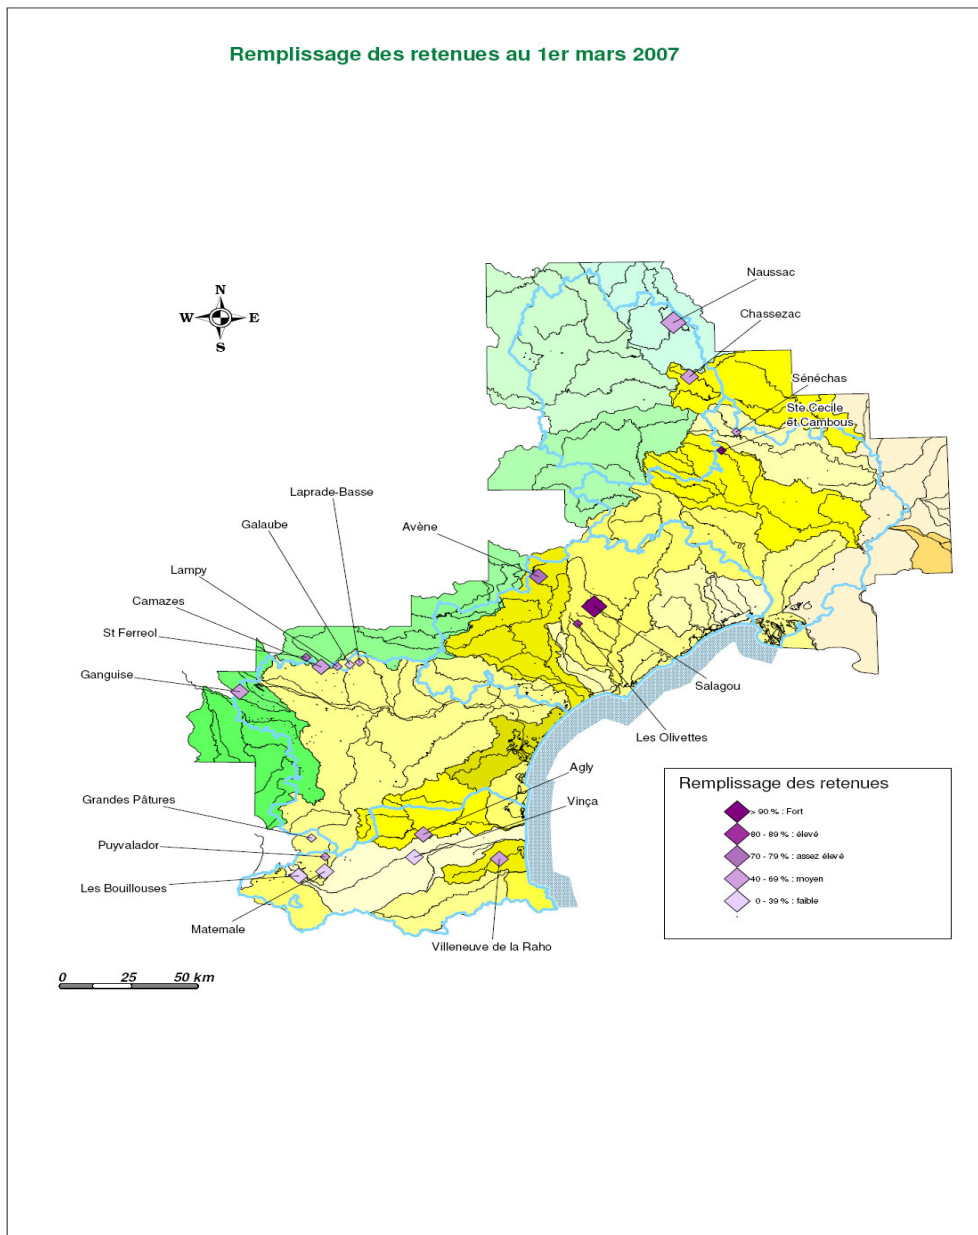 Remplissage des retenues au 1er mars 2007
N
W E
S
Naussac
Chassezac
Sénéchas
Ste Cecile
et Cambous
Laprade-Basse
Galaube
Avène
Lampy
Camazes
St Ferreol
Ganguise
Salagou
Les Olivettes
Agly
Vinça
Grandes Pâtures
Puyvalador
Les Bouillouses
Matemale
Villeneuve de la Raho
Remplissage des retenues
> 90 % : Fort
80 - 89 % : élevé
70 - 79 % : assez élevé
40 - 69 % : moyen
0 - 39 % : faible
0 25 50 km